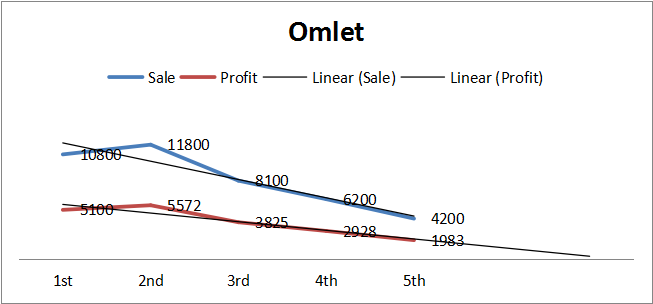 Omlet
Sale Profit Linear (Sale) Linear (Profit)
10800 11800 8100 6200 4200
5100 5572 3825 2928 1983
1st 2nd 3rd 4th 5th